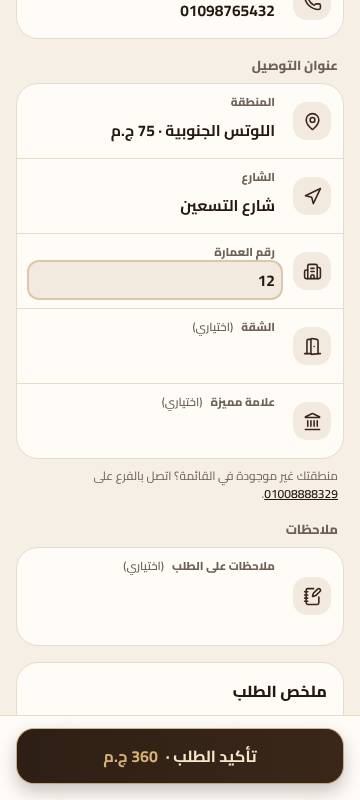 01098765432
عنوان التوصيل
المنطقة
اللوتس الجنوبية · 75 ج.م
الشارع
شارع التسعين
رقم العمارة
12
الشقة (اختياري)
علامة مميزة (اختياري)
منطقتك غير موجودة في القائمة؟ اتصل بالفرع على
01008888329.
ملاحظات
ملاحظات على الطلب (اختياري)
ملخص الطلب
تأكيد الطلب · 360 ج.م